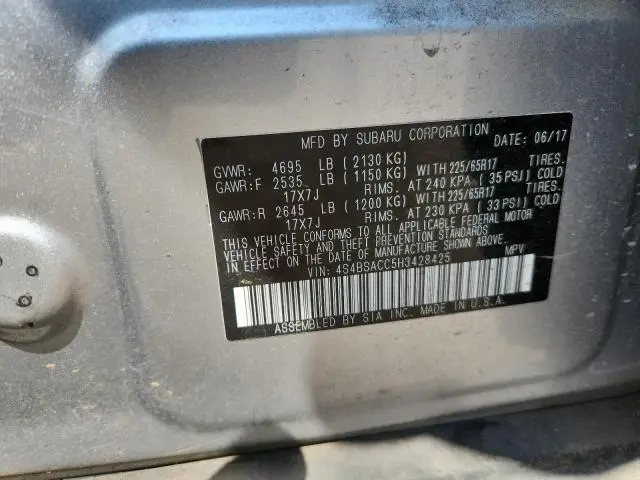 MFD BY SUBARU CORPORATION DATE: 06/17
GVWR: 4695 LB (2130 KG)
GAWR:F 2535 LB (1150 KG) WITH 225/65R17 TIRES.
17X7J RIMS. AT 240 KPA (35 PSI) COLD
GAWR:R 2645 LB (1200 KG) WITH 225/65R17 TIRES.
17X7J RIMS. AT 230 KPA (33 PSI) COLD
THIS VEHICLE CONFORMS TO ALL APPLICABLE FEDERAL MOTOR
VEHICLE SAFETY AND THEFT PREVENTION STANDARDS
IN EFFECT ON THE DATE OF MANUFACTURE SHOWN ABOVE.
VIN: 4S4BSACC5H3428425 MPV
ASSEMBLED BY SIA INC. MADE IN U.S.A.